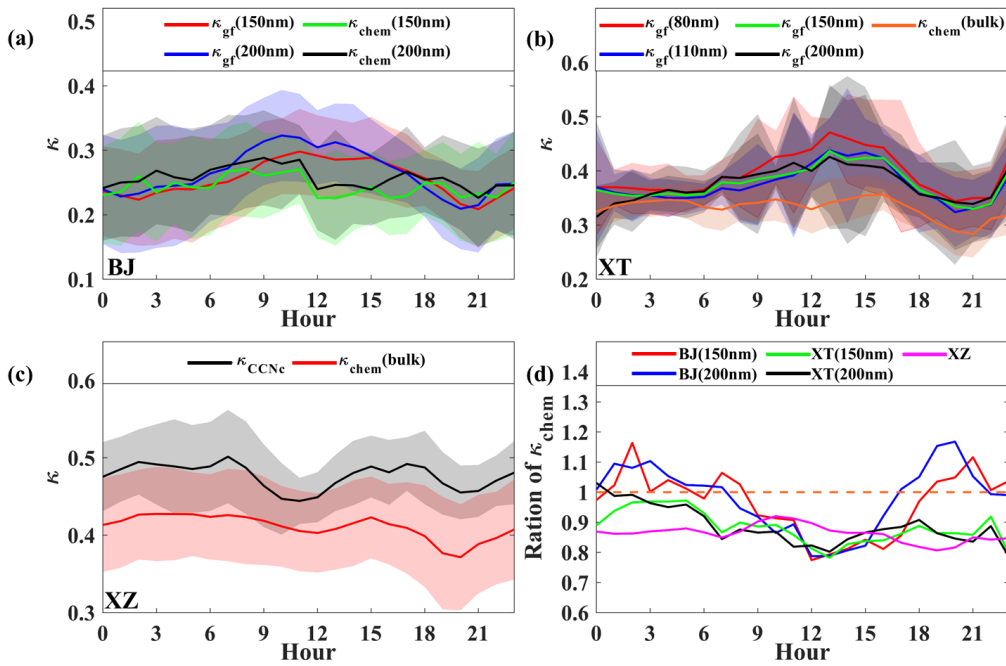 (a)
κgf(150nm) κchem(150nm)
κgf(200nm) κchem(200nm)
0.5
0.4
0.3
0.2
0.1
κ
BJ
0 3 6 9 12 15 18 21
Hour
(b)
κgf(80nm) κgf(150nm) κchem(bulk)
κgf(110nm) κgf(200nm)
0.6
0.5
0.4
0.3
0.2
κ
XT
0 3 6 9 12 15 18 21
Hour
(c)
κCCNc κchem(bulk)
0.6
0.5
0.4
0.3
κ
XZ
0 3 6 9 12 15 18 21
Hour
(d)
BJ(150nm) XT(150nm) XZ
BJ(200nm) XT(200nm)
1.4
1.3
1.2
1.1
1.0
0.9
0.8
0.7
0.6
Ration of κchem
0 3 6 9 12 15 18 21
Hour